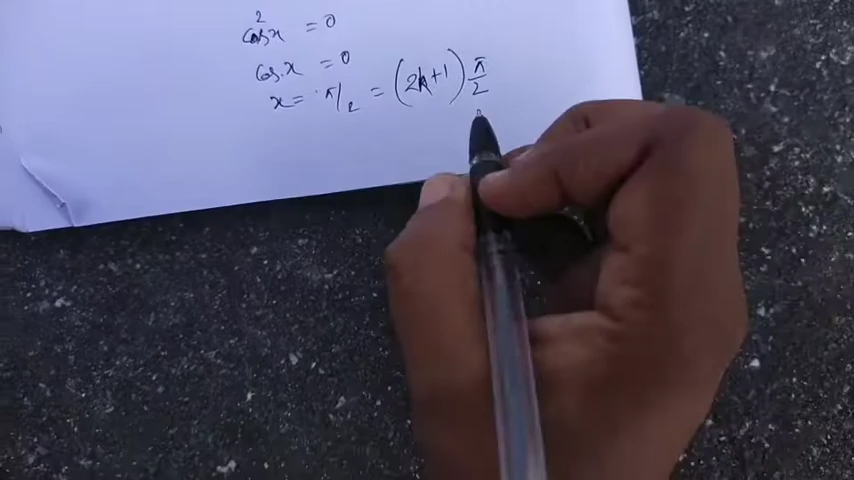 cos²x = 0
cos.x = 0
x = π/2 = (2k+1) π/2